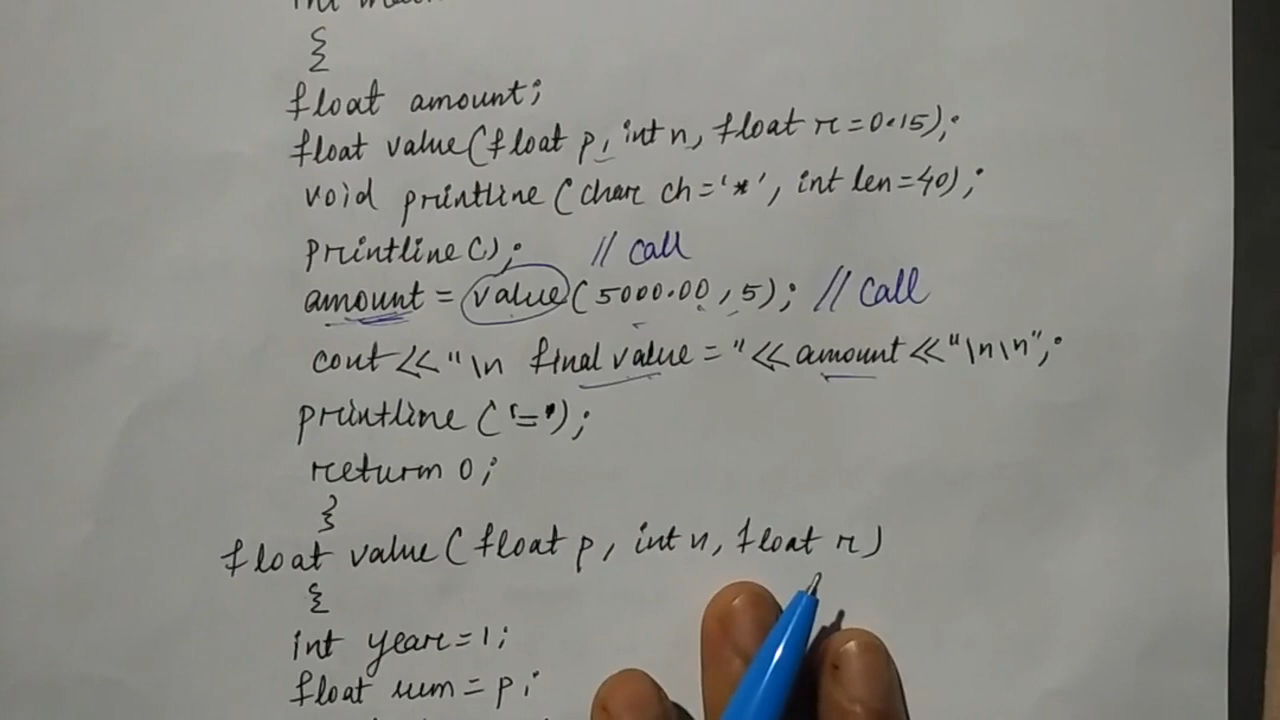 {
float amount;
float value(float p, int n, float r=0.15);
void printline (char ch='*', int len=40);
printline(); // call
amount = value(5000.00, 5); // call
cout<<"\n final value = "<<amount<<"\n\n";
printline ('=');
return 0;
}
float value(float p, int n, float r)
{
int year=1;
float sum = p;